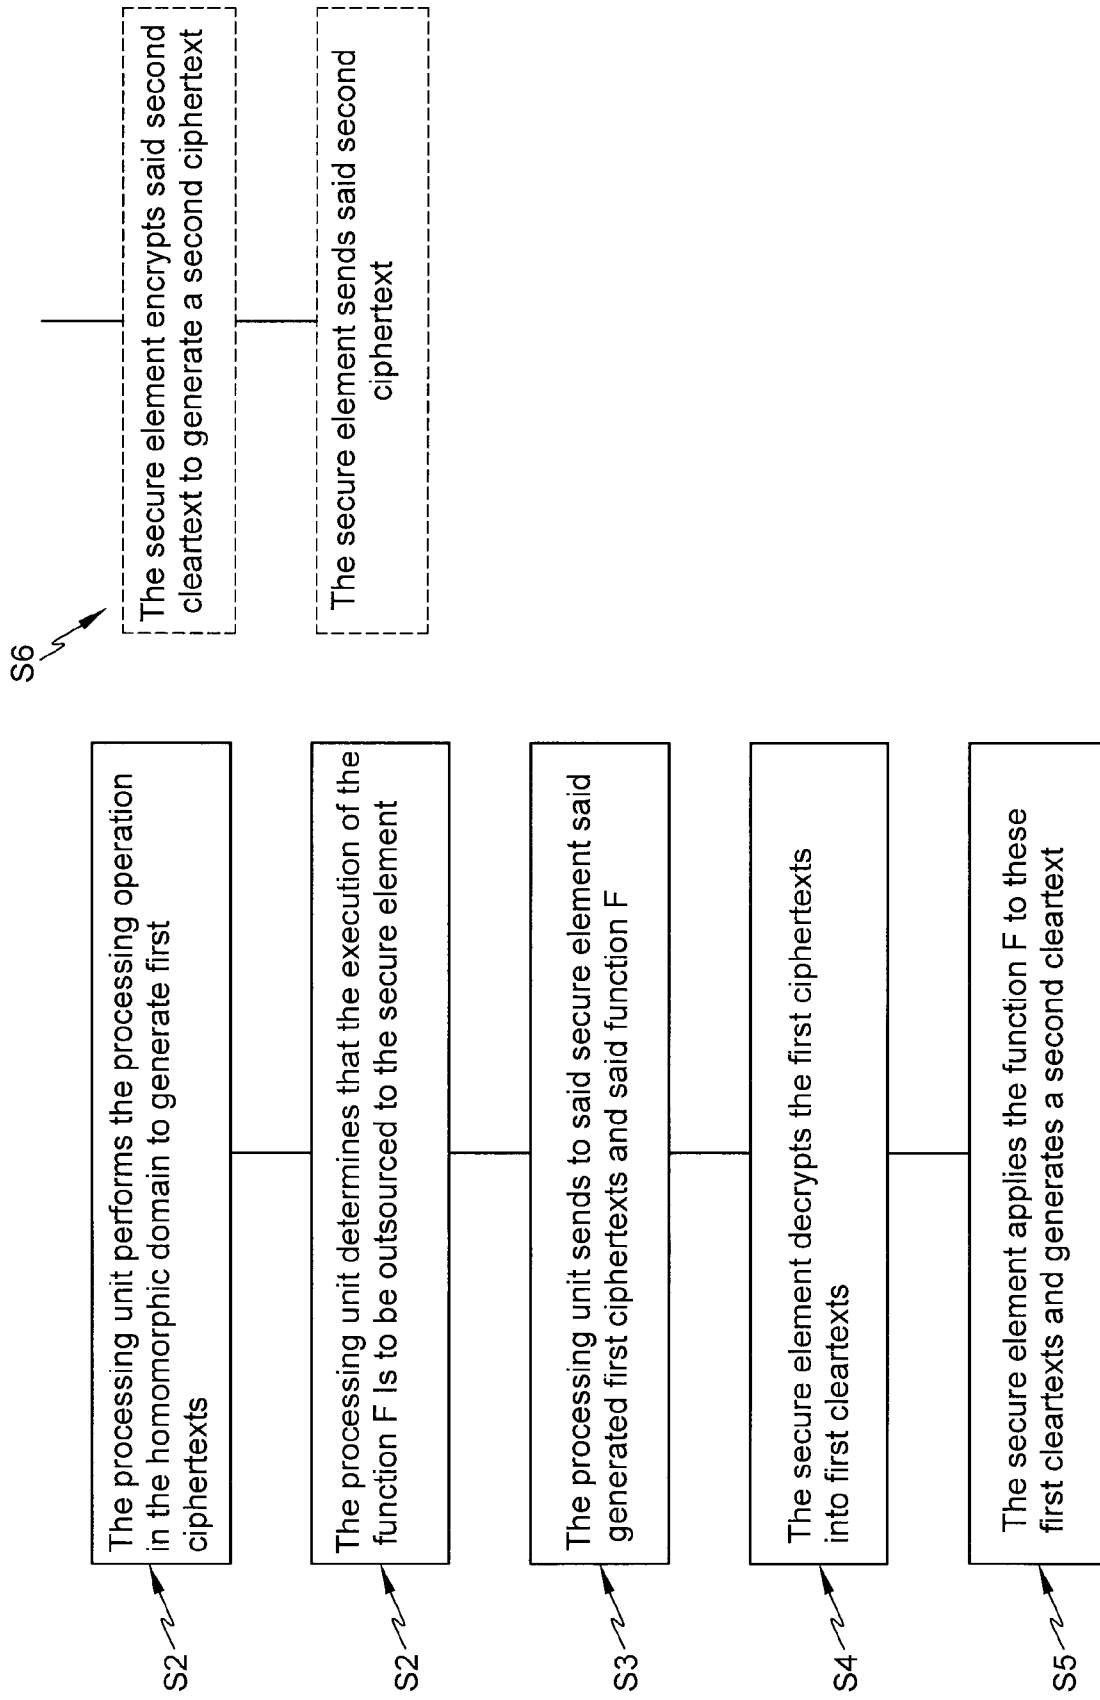 S2
The processing unit performs the processing operation
in the homomorphic domain to generate first
ciphertexts
S2
The processing unit determines that the execution of the
function F Is to be outsourced to the secure element
S3
The processing unit sends to said secure element said
generated first ciphertexts and said function F
S4
The secure element decrypts the first ciphertexts
into first cleartexts
S5
The secure element applies the function F to these
first cleartexts and generates a second cleartext
S6
The secure element encrypts said second
cleartext to generate a second ciphertext
The secure element sends said second
ciphertext